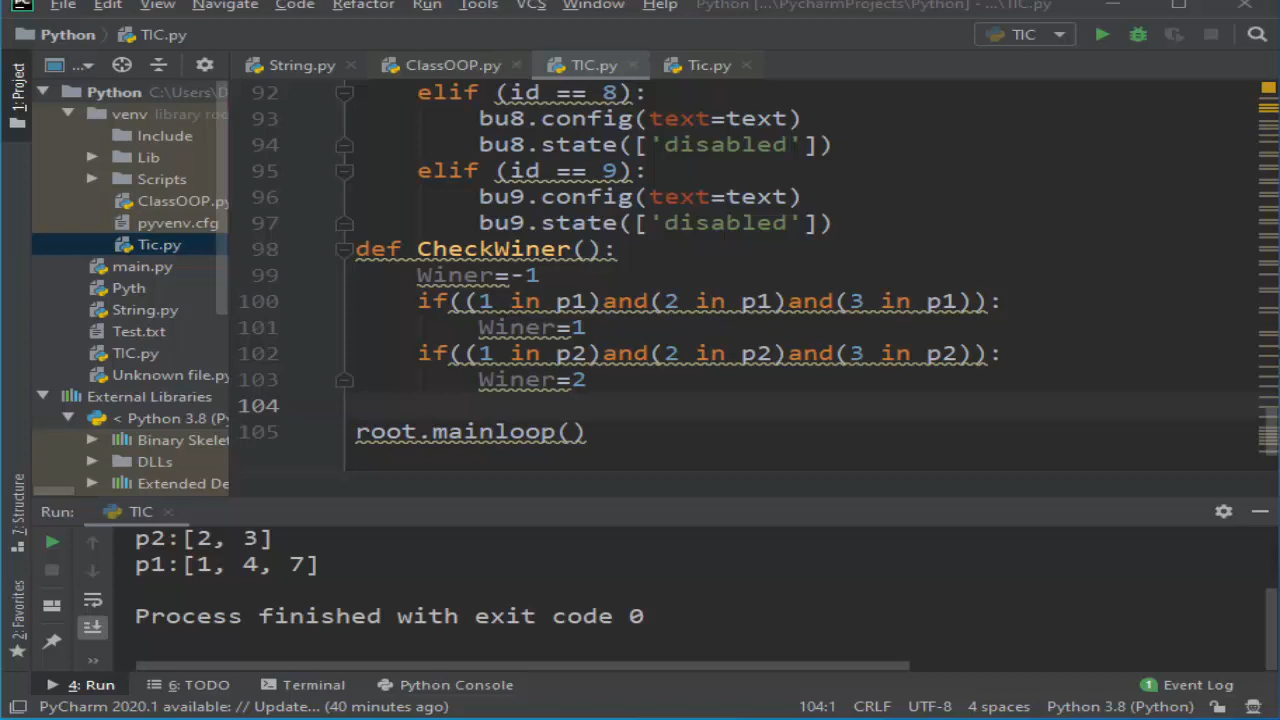 File Edit View Navigate Code Refactor Run Tools VCS Window Help Python [...\PycharmProjects\Python] - ...\TIC.py
Python TIC.py TIC
1: Project ... String.py ClassOOP.py TIC.py Tic.py
Python C:\Users\D
venv library ro
Include
Lib
Scripts
ClassOOP.py
pyvenv.cfg
Tic.py
main.py
Pyth
String.py
Test.txt
TIC.py
Unknown file.py
External Libraries
< Python 3.8 (Py
Binary Skele
DLLs
Extended De
92 elif (id == 8):
93 bu8.config(text=text)
94 bu8.state(['disabled'])
95 elif (id == 9):
96 bu9.config(text=text)
97 bu9.state(['disabled'])
98 def CheckWiner():
99 Winer=-1
100 if((1 in p1)and(2 in p1)and(3 in p1)):
101 Winer=1
102 if((1 in p2)and(2 in p2)and(3 in p2)):
103 Winer=2
104
105 root.mainloop()
7: Structure
2: Favorites
Run: TIC
p2:[2, 3]
p1:[1, 4, 7]
Process finished with exit code 0
4: Run 6: TODO Terminal Python Console 1 Event Log
PyCharm 2020.1 available: // Update... (40 minutes ago) 104:1 CRLF UTF-8 4 spaces Python 3.8 (Python)